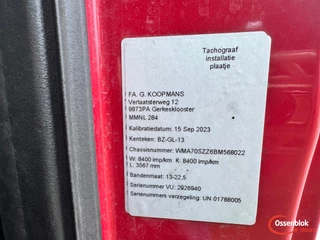 Tachograaf
installatie
plaatje
FA. G. KOOPMANS
Verlaatsterweg 12
9873PA Gerkesklooster
MMNL 284
Kalibratiedatum: 15 Sep 2023
Kenteken: BZ-GL-13
Chassisnummer: WMA70SZZ6BM568022
W: 8400 imp/km K: 8400 imp/km
L: 3567 mm
Bandenmaat: 13-22,5
Serienummer VU: 2926940
Serienummers verzegeling: UN 01788005
Ossenblok